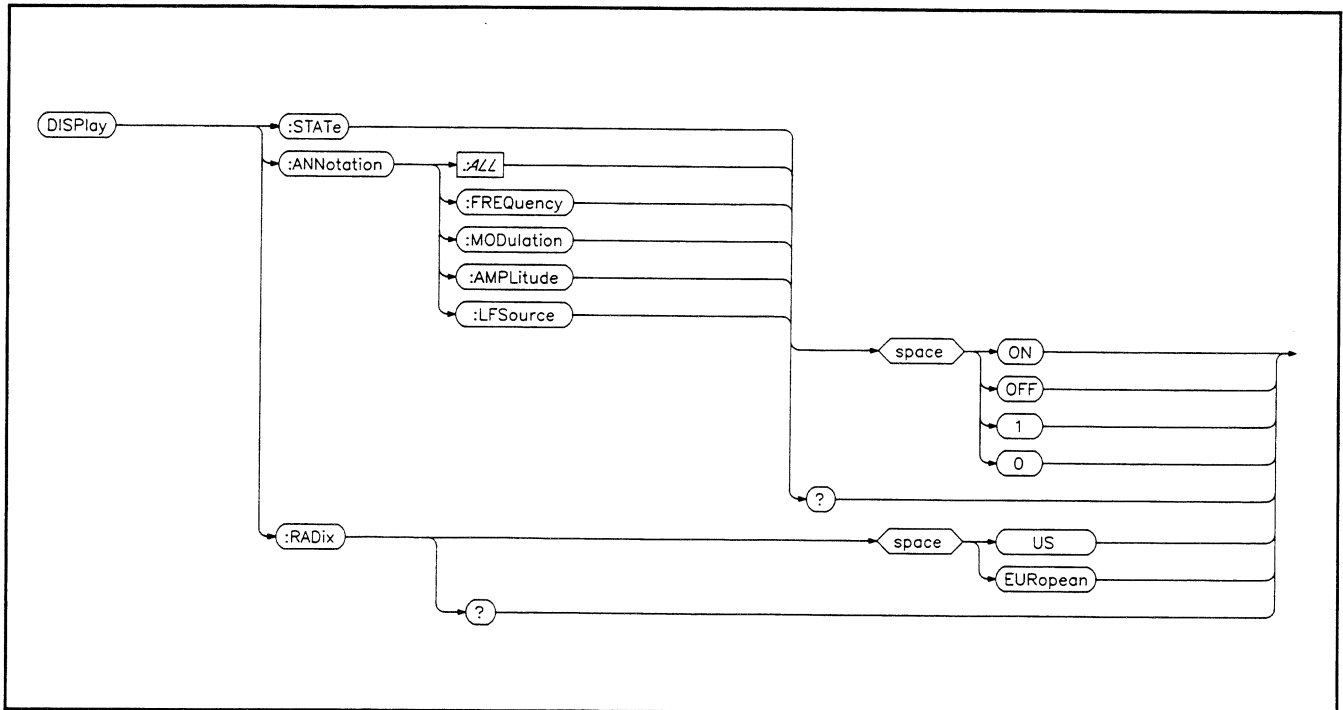 DISPlay
:STATe
:ANNotation
:ALL
:FREQuency
:MODulation
:AMPLitude
:LFSource
space
ON
OFF
1
0
?
:RADix
space
US
EURopean
?